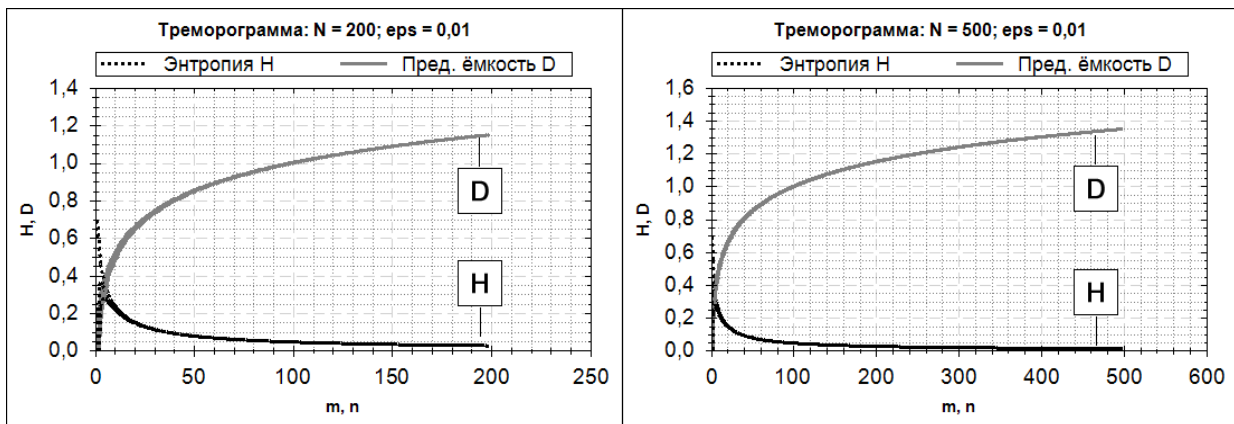 Треморограмма: N = 200; eps = 0,01
Энтропия H
Пред. ёмкость D
1,4
1,2
1,0
0,8
0,6
0,4
0,2
0,0
H, D
D
H
0 50 100 150 200 250
m, n
Треморограмма: N = 500; eps = 0,01
Энтропия H
Пред. ёмкость D
1,6
1,4
1,2
1,0
0,8
0,6
0,4
0,2
0,0
H, D
D
H
0 100 200 300 400 500 600
m, n